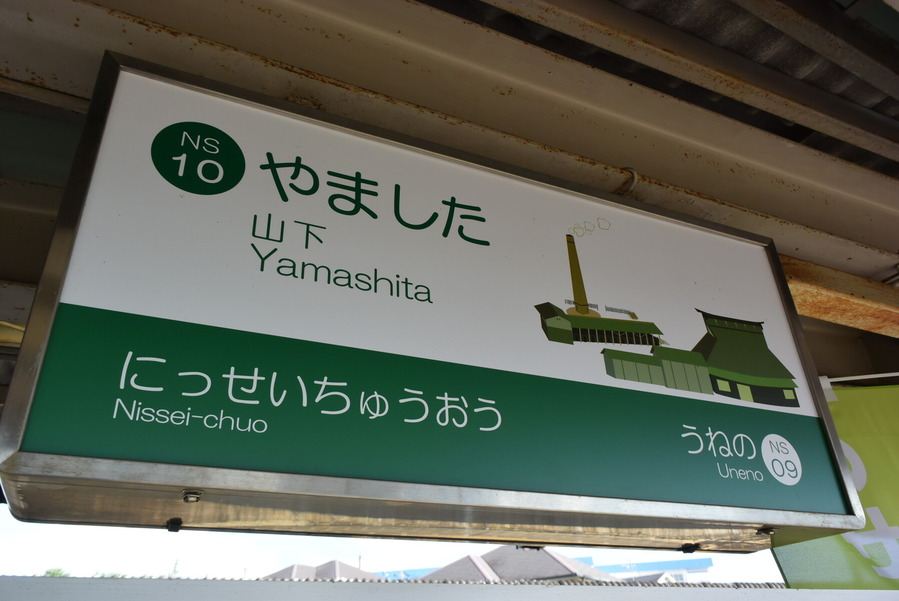 NS
10
やました
山下
Yamashita
にっせいちゅうおう
Nissei-chuo
うねの
Uneno
NS
09